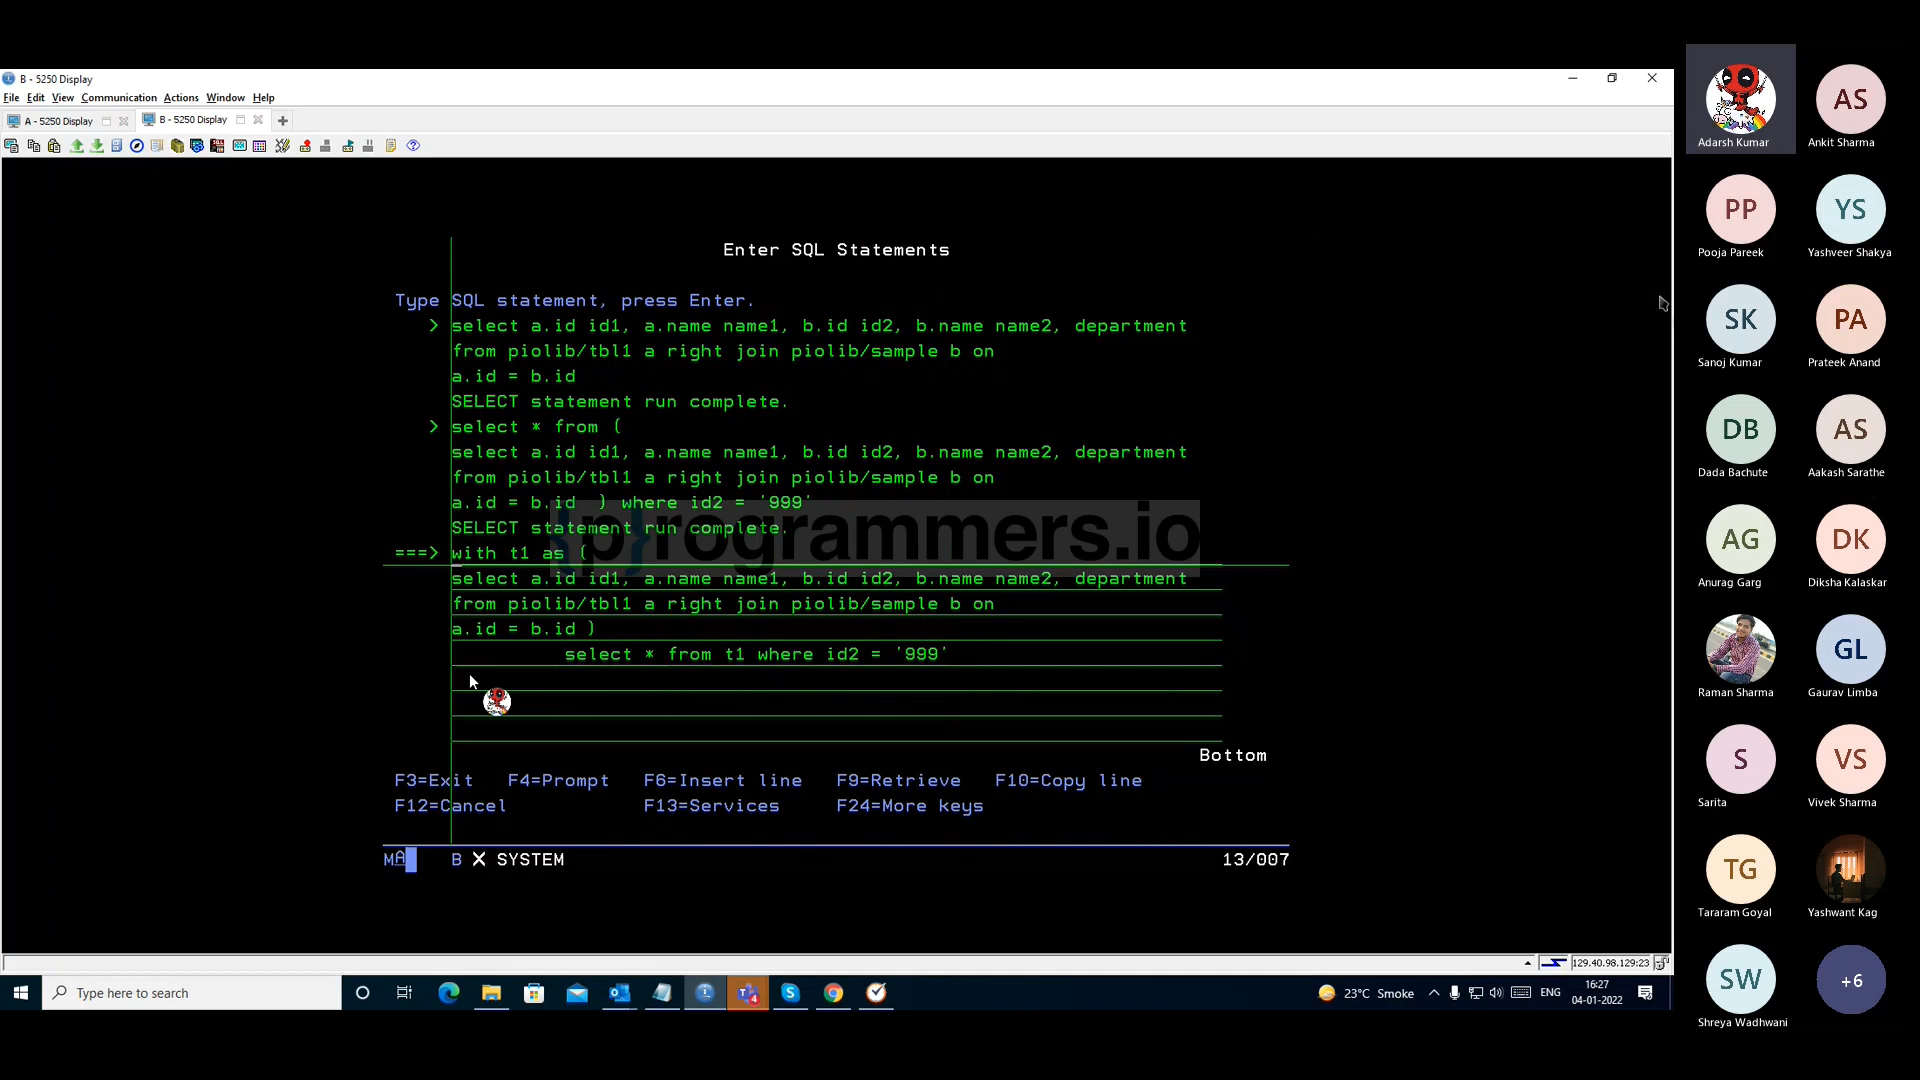 B - 5250 Display
File Edit View Communication Actions Window Help
A - 5250 Display B - 5250 Display
Enter SQL Statements
Type SQL statement, press Enter.
> select a.id id1, a.name name1, b.id id2, b.name name2, department
from piolib/tbl1 a right join piolib/sample b on
a.id = b.id
SELECT statement run complete.
> select * from (
select a.id id1, a.name name1, b.id id2, b.name name2, department
from piolib/tbl1 a right join piolib/sample b on
a.id = b.id ) where id2 = '999'
SELECT statement run complete.
{p}rogrammers.io
===> with t1 as (
select a.id id1, a.name name1, b.id id2, b.name name2, department
from piolib/tbl1 a right join piolib/sample b on
a.id = b.id )
select * from t1 where id2 = '999'
Bottom
F3=Exit F4=Prompt F6=Insert line F9=Retrieve F10=Copy line
F12=Cancel F13=Services F24=More keys
MA B X SYSTEM 13/007
129.40.98.129:23
Type here to search
4
23°C Smoke
ENG
16:27
04-01-2022
Adarsh Kumar
AS
Ankit Sharma
PP
Pooja Pareek
YS
Yashveer Shakya
SK
Sanoj Kumar
PA
Prateek Anand
DB
Dada Bachute
AS
Aakash Sarathe
AG
Anurag Garg
DK
Diksha Kalaskar
Raman Sharma
GL
Gaurav Limba
S
Sarita
VS
Vivek Sharma
TG
Tararam Goyal
Yashwant Kag
SW
Shreya Wadhwani
+6